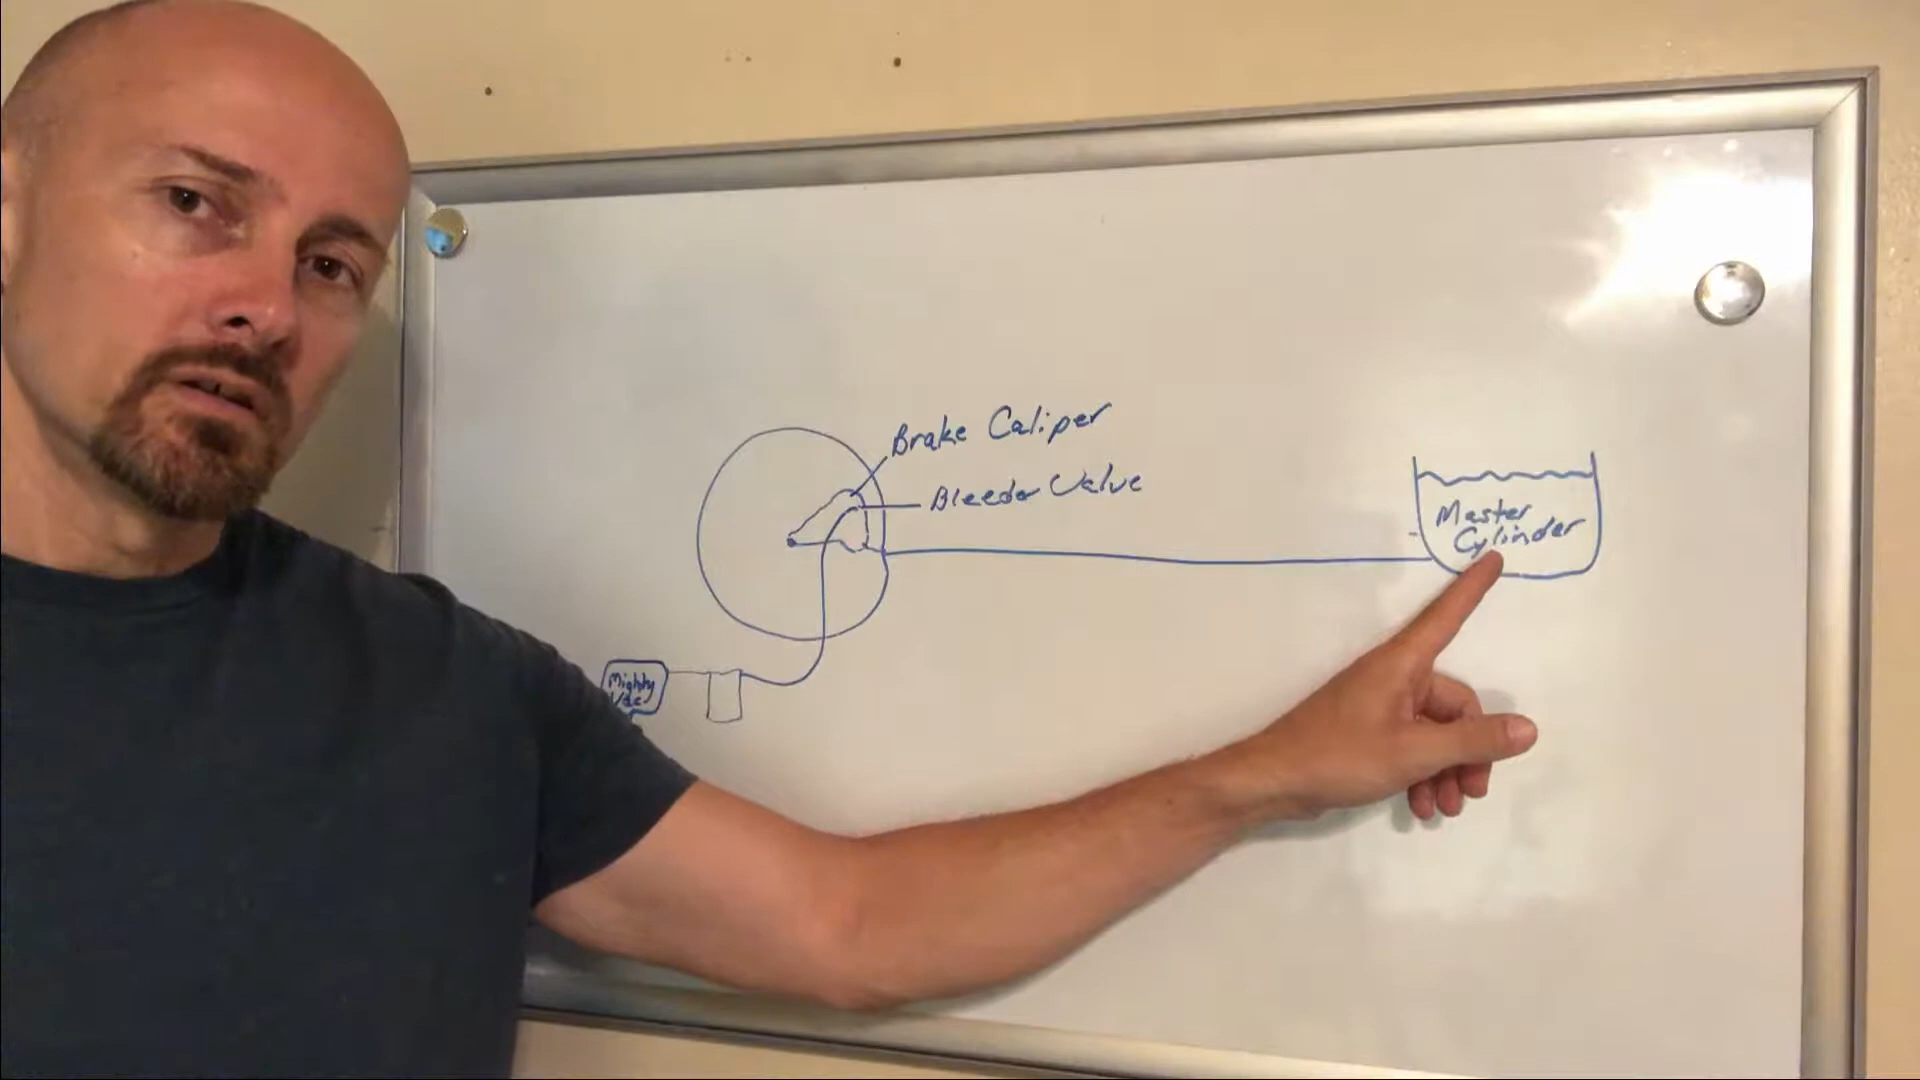 Brake Caliper
Bleeder Valve
Master
Cylinder
Mighty
Vac